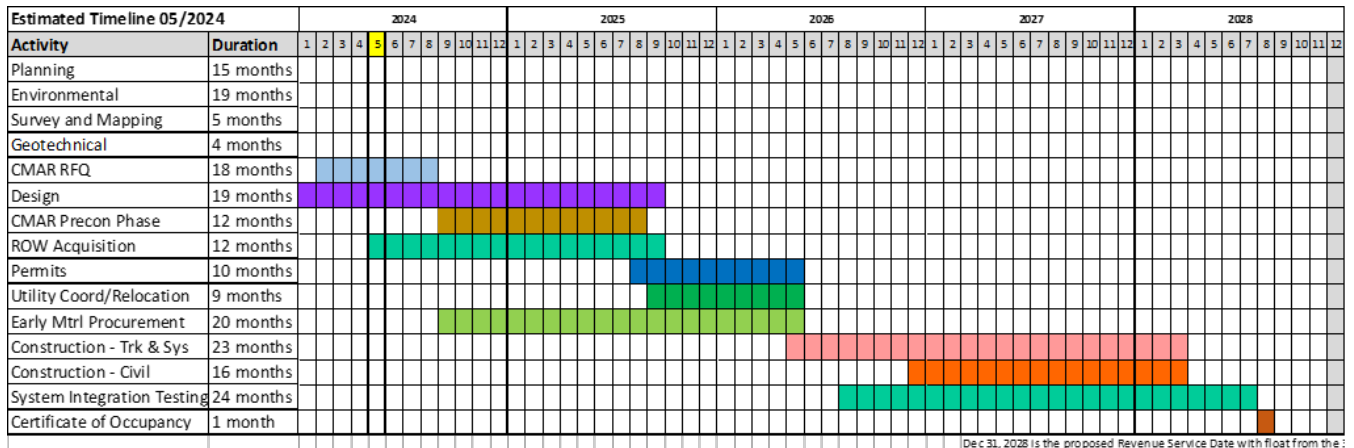 Estimated Timeline 05/2024 2024 2025 2026 2027 2028
Activity Duration 1 2 3 4 5 6 7 8 9 10 11 12 1 2 3 4 5 6 7 8 9 10 11 12 1 2 3 4 5 6 7 8 9 10 11 12 1 2 3 4 5 6 7 8 9 10 11 12 1 2 3 4 5 6 7 8 9 10 11 12
Planning 15 months
Environmental 19 months
Survey and Mapping 5 months
Geotechnical 4 months
CMAR RFQ 18 months
Design 19 months
CMAR Precon Phase 12 months
ROW Acquisition 12 months
Permits 10 months
Utility Coord/Relocation 9 months
Early Mtrl Procurement 20 months
Construction - Trk & Sys 23 months
Construction - Civil 16 months
System Integration Testing 24 months
Certificate of Occupancy 1 month
Dec 31, 2028 is the proposed Revenue Service Date with float from the